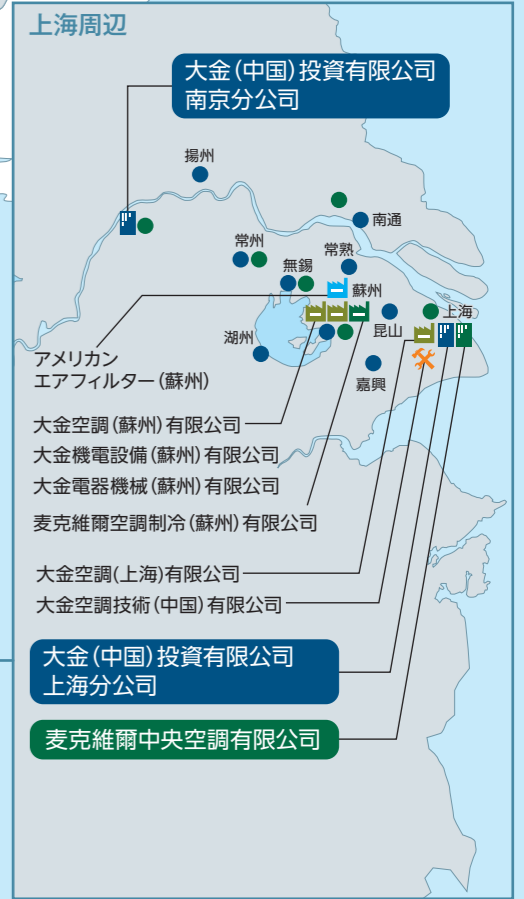 上海周辺
大金(中国)投資有限公司
南京分公司
揚州
南通
常州
常熟
無錫
蘇州
上海
湖州
昆山
嘉興
アメリカン
エアフィルター(蘇州)
大金空調(蘇州)有限公司
大金機電設備(蘇州)有限公司
大金電器機械(蘇州)有限公司
麦克維爾空調制冷(蘇州)有限公司
大金空調(上海)有限公司
大金空調技術(中国)有限公司
大金(中国)投資有限公司
上海分公司
麦克維爾中央空調有限公司